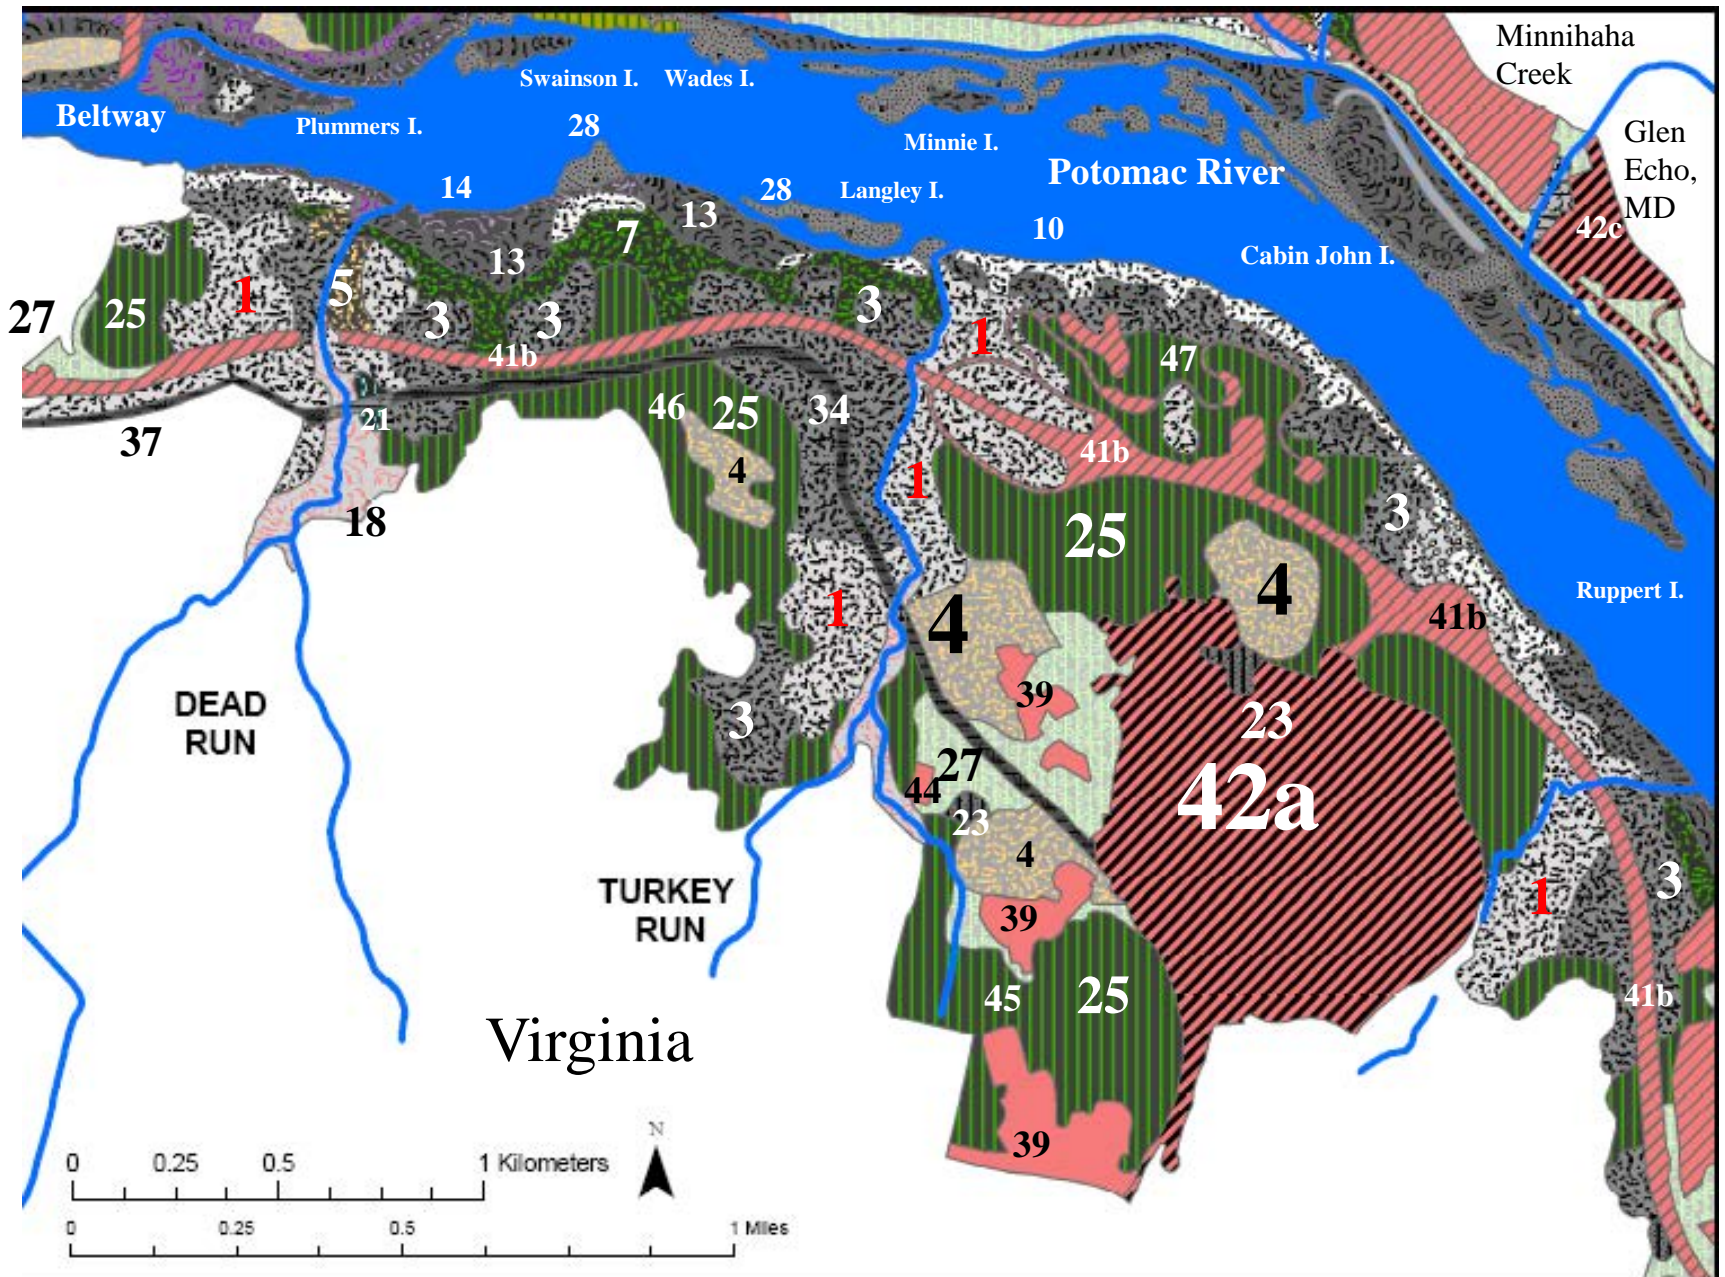 Minnihaha
Creek
Swainson I.
Wades I.
Beltway
Plummers I.
28
Minnie I.
Glen
Echo,
MD
Potomac River
14
28
Langley I.
13
7
10
42c
13
Cabin John I.
5
1
27
25
3
3
3
1
41b
47
46
25
34
21
37
4
41b
1
18
25
3
4
Ruppert I.
1
4
41b
39
DEAD
RUN
3
23
27
44
42a
23
4
TURKEY
RUN
39
1
3
45
25
41b
Virginia
N
39
0
0.25
0.5
1 Kilometers
0
0.25
0.5
1 Miles